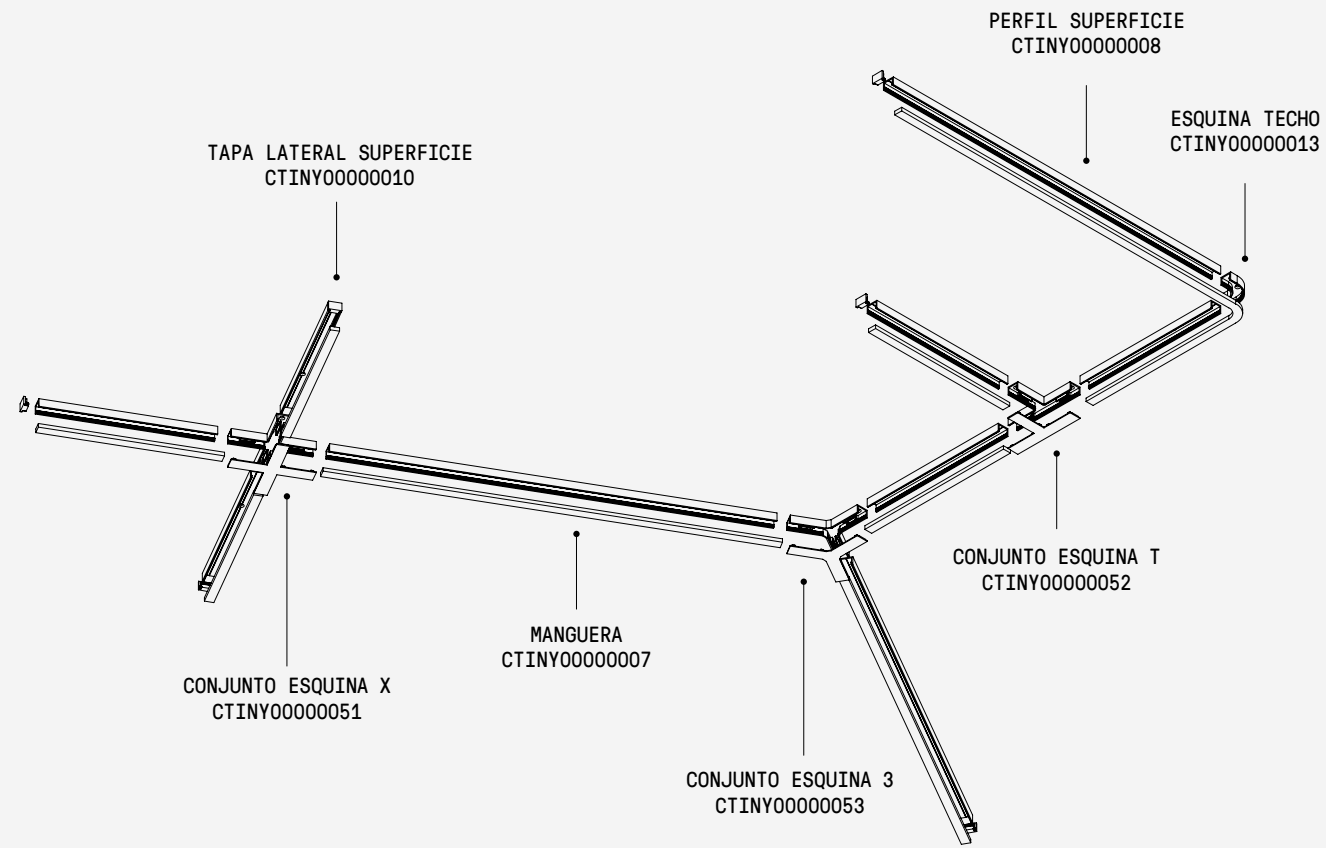 PERFIL SUPERFICIE
CTINY00000008
ESQUINA TECHO
CTINY00000013
TAPA LATERAL SUPERFICIE
CTINY00000010
CONJUNTO ESQUINA T
CTINY00000052
MANGUERA
CTINY00000007
CONJUNTO ESQUINA X
CTINY00000051
CONJUNTO ESQUINA 3
CTINY00000053